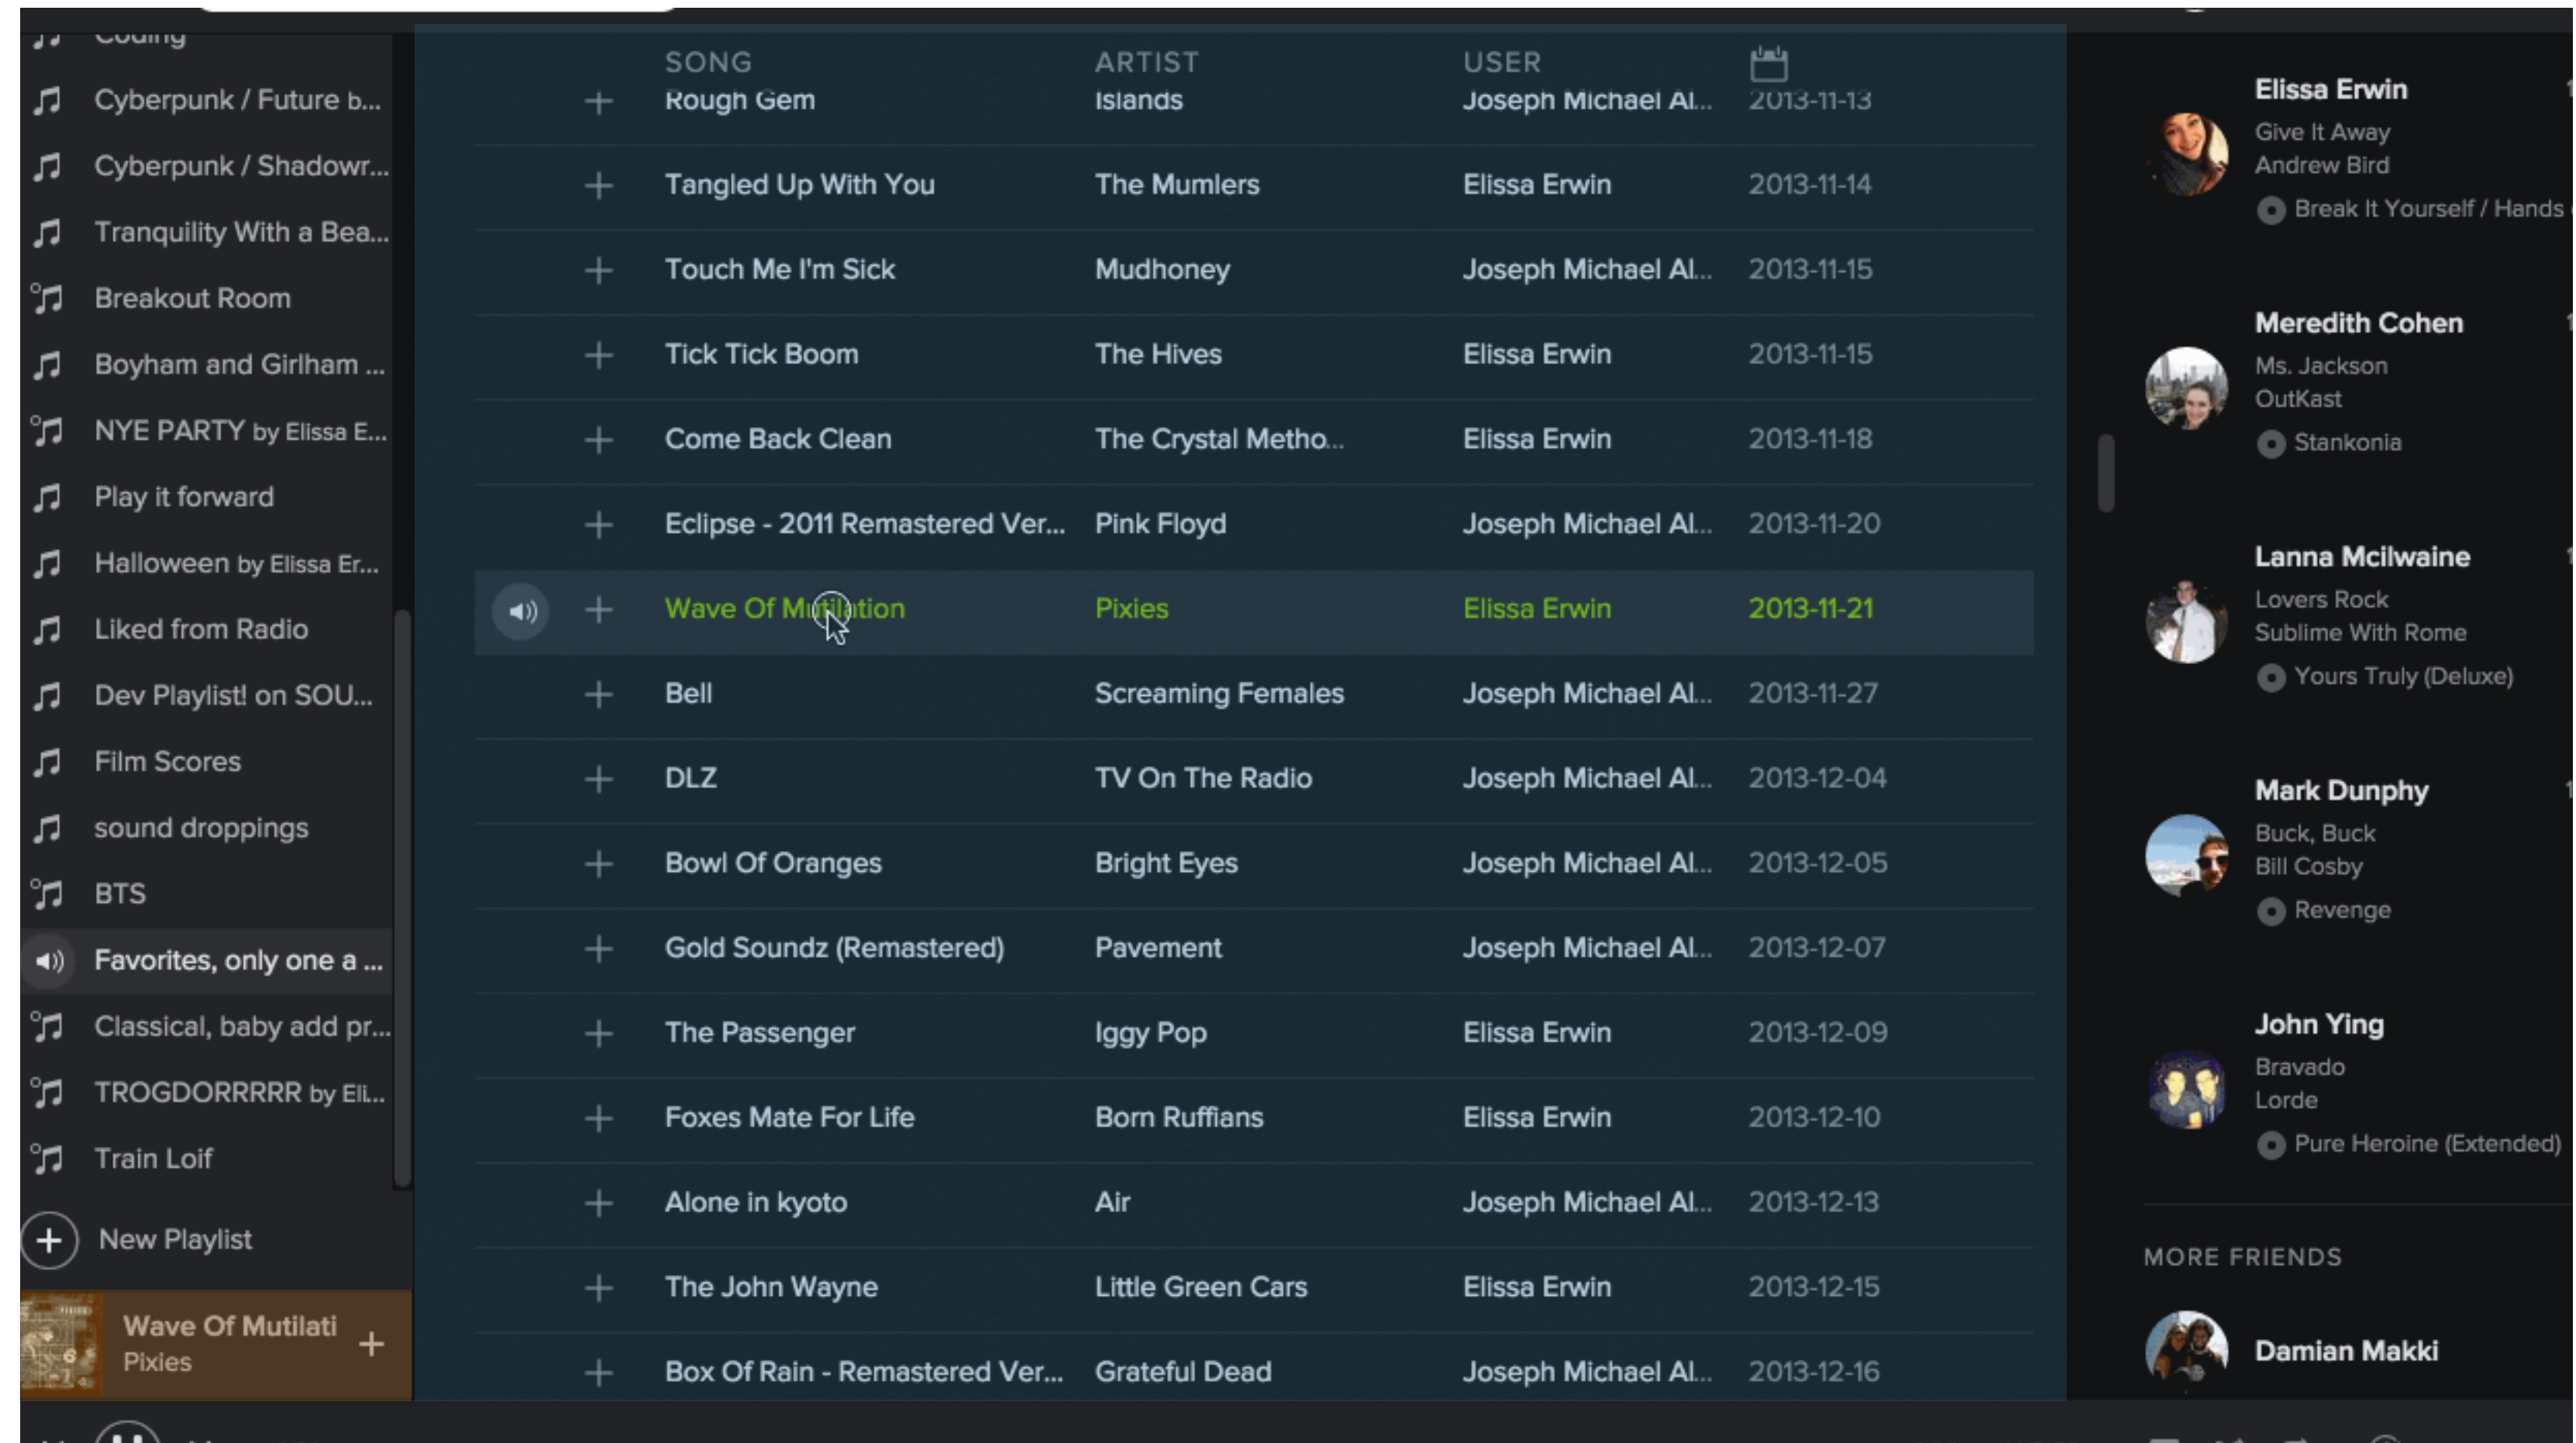 Coding
Cyberpunk / Future b...
Cyberpunk / Shadowr...
Tranquility With a Bea...
Breakout Room
Boyham and Girlham ...
NYE PARTY by Elissa E...
Play it forward
Halloween by Elissa Er...
Liked from Radio
Dev Playlist! on SOU...
Film Scores
sound droppings
BTS
Favorites, only one a ...
Classical, baby add pr...
TROGDORRRRR by Eli...
Train Loif
New Playlist
Wave Of Mutilati
Pixies
SONG ARTIST USER
Rough Gem Islands Joseph Michael Al... 2013-11-13
Tangled Up With You The Mumlers Elissa Erwin 2013-11-14
Touch Me I'm Sick Mudhoney Joseph Michael Al... 2013-11-15
Tick Tick Boom The Hives Elissa Erwin 2013-11-15
Come Back Clean The Crystal Metho... Elissa Erwin 2013-11-18
Eclipse - 2011 Remastered Ver... Pink Floyd Joseph Michael Al... 2013-11-20
Wave Of Mutilation Pixies Elissa Erwin 2013-11-21
Bell Screaming Females Joseph Michael Al... 2013-11-27
DLZ TV On The Radio Joseph Michael Al... 2013-12-04
Bowl Of Oranges Bright Eyes Joseph Michael Al... 2013-12-05
Gold Soundz (Remastered) Pavement Joseph Michael Al... 2013-12-07
The Passenger Iggy Pop Elissa Erwin 2013-12-09
Foxes Mate For Life Born Ruffians Elissa Erwin 2013-12-10
Alone in kyoto Air Joseph Michael Al... 2013-12-13
The John Wayne Little Green Cars Elissa Erwin 2013-12-15
Box Of Rain - Remastered Ver... Grateful Dead Joseph Michael Al... 2013-12-16
Elissa Erwin
Give It Away
Andrew Bird
Break It Yourself / Hands
Meredith Cohen
Ms. Jackson
OutKast
Stankonia
Lanna Mcilwaine
Lovers Rock
Sublime With Rome
Yours Truly (Deluxe)
Mark Dunphy
Buck, Buck
Bill Cosby
Revenge
John Ying
Bravado
Lorde
Pure Heroine (Extended)
MORE FRIENDS
Damian Makki